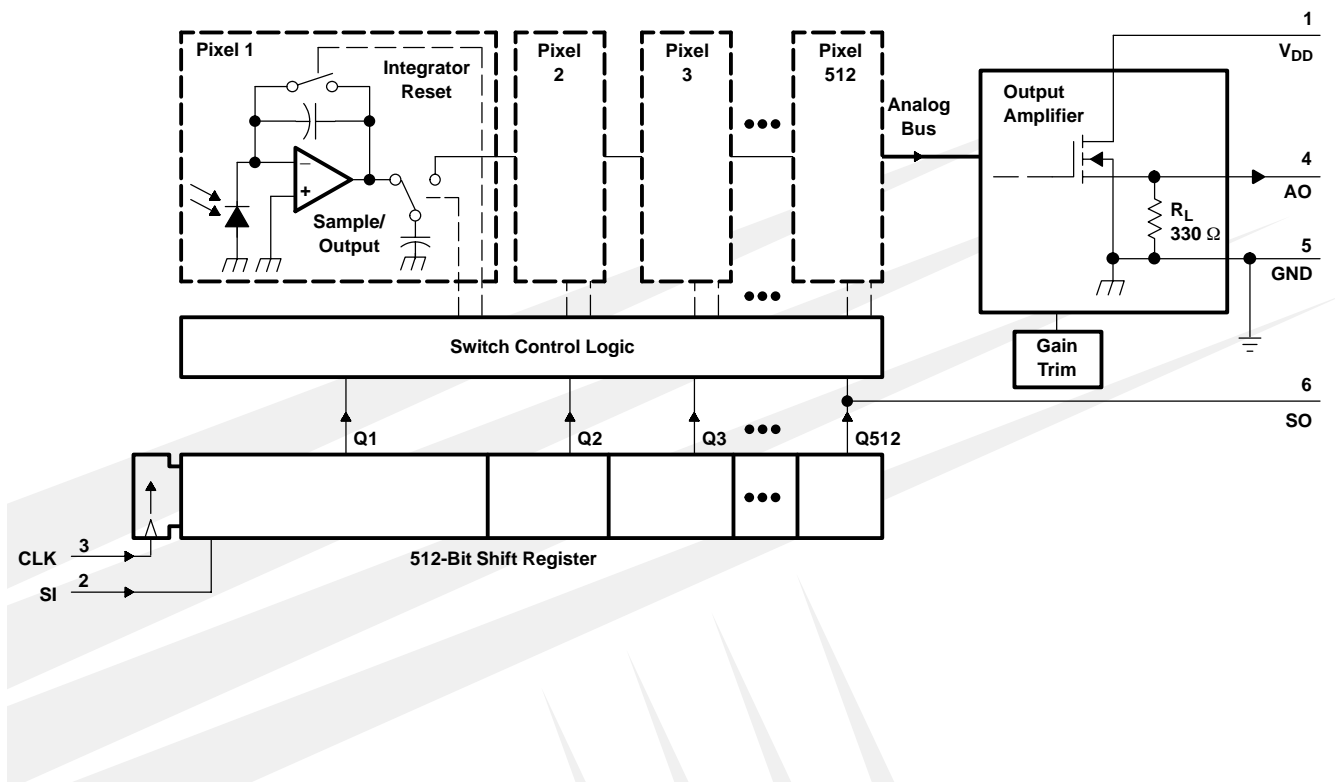 1
Pixel 1
Pixel
2
Pixel
3
Pixel
512
VDD
Integrator
Reset
Output
Amplifier
Analog
Bus
−
+
4
AO
Sample/
Output
RL
330 Ω
5
GND
Switch Control Logic
Gain
Trim
6
SO
Q1
Q2
Q3
Q512
CLK
3
512-Bit Shift Register
SI
2